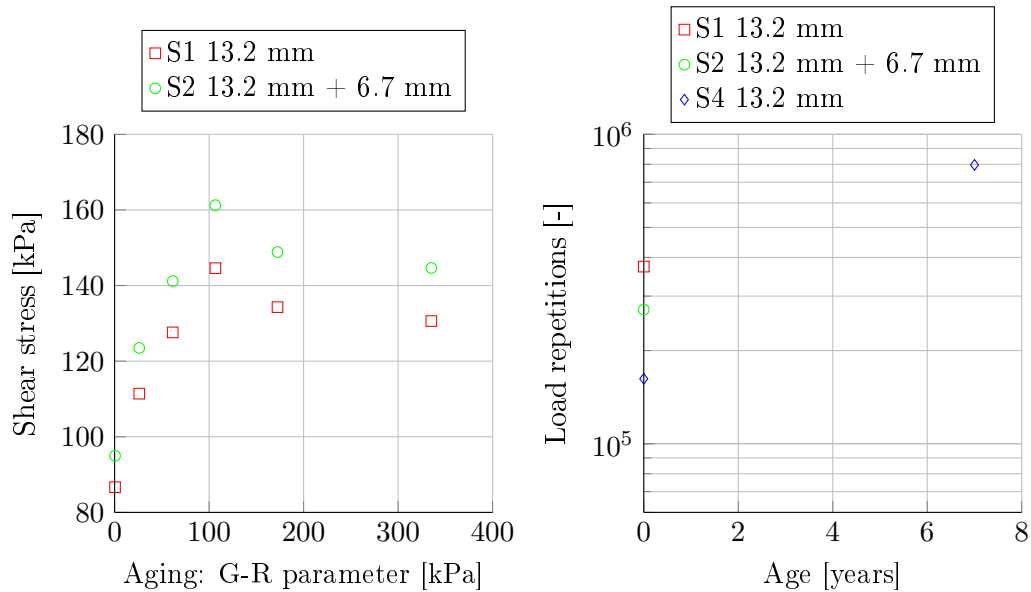 S1 13.2 mm
S2 13.2 mm + 6.7 mm
180
160
140
120
100
80
0
100
200
300
400
Shear stress [kPa]
Aging: G-R parameter [kPa]
S1 13.2 mm
S2 13.2 mm + 6.7 mm
S4 13.2 mm
10^6
10^5
0
2
4
6
8
Load repetitions [-]
Age [years]